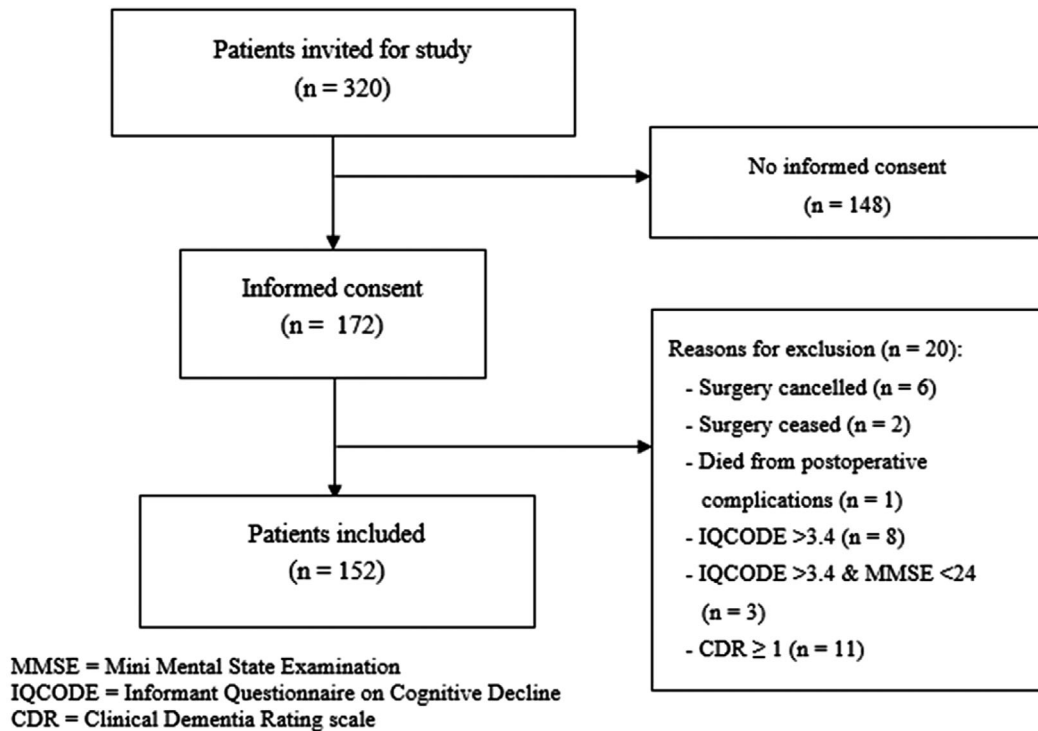 Patients invited for study
(n = 320)
No informed consent
(n = 148)
Informed consent
(n = 172)
Reasons for exclusion (n = 20):
- Surgery cancelled (n = 6)
- Surgery ceased (n = 2)
- Died from postoperative
complications (n = 1)
- IQCODE >3.4 (n = 8)
- IQCODE >3.4 & MMSE <24
(n = 3)
- CDR ≥ 1 (n = 11)
Patients included
(n = 152)
MMSE = Mini Mental State Examination
IQCODE = Informant Questionnaire on Cognitive Decline
CDR = Clinical Dementia Rating scale